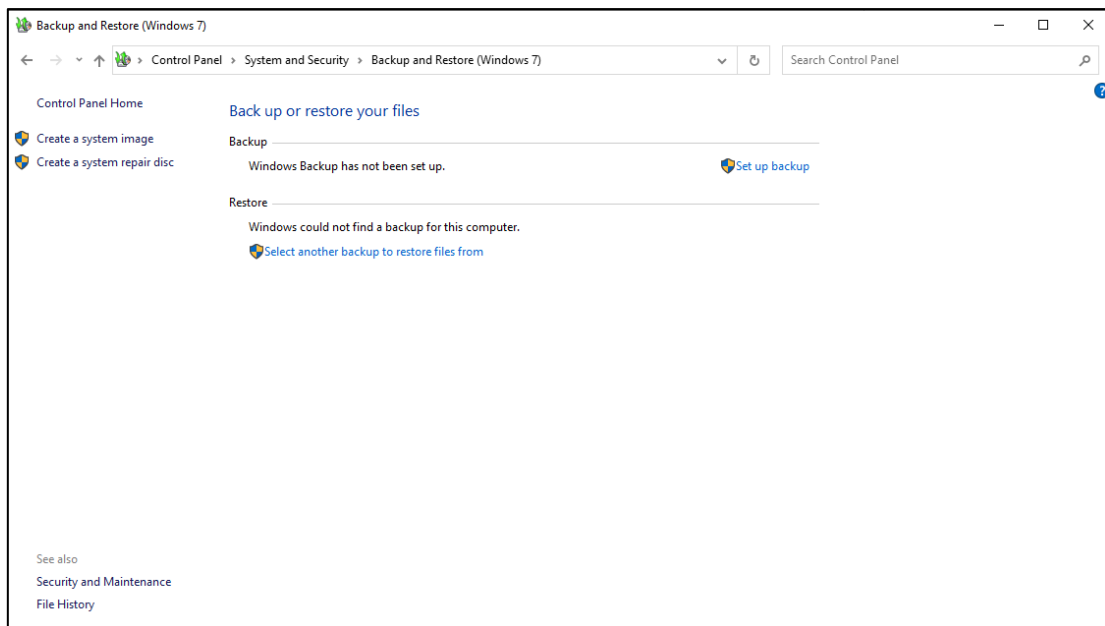 Backup and Restore (Windows 7)
Control Panel > System and Security > Backup and Restore (Windows 7)
Search Control Panel
?
Control Panel Home
Create a system image
Create a system repair disc
Back up or restore your files
Backup
Windows Backup has not been set up.
Set up backup
Restore
Windows could not find a backup for this computer.
Select another backup to restore files from
See also
Security and Maintenance
File History